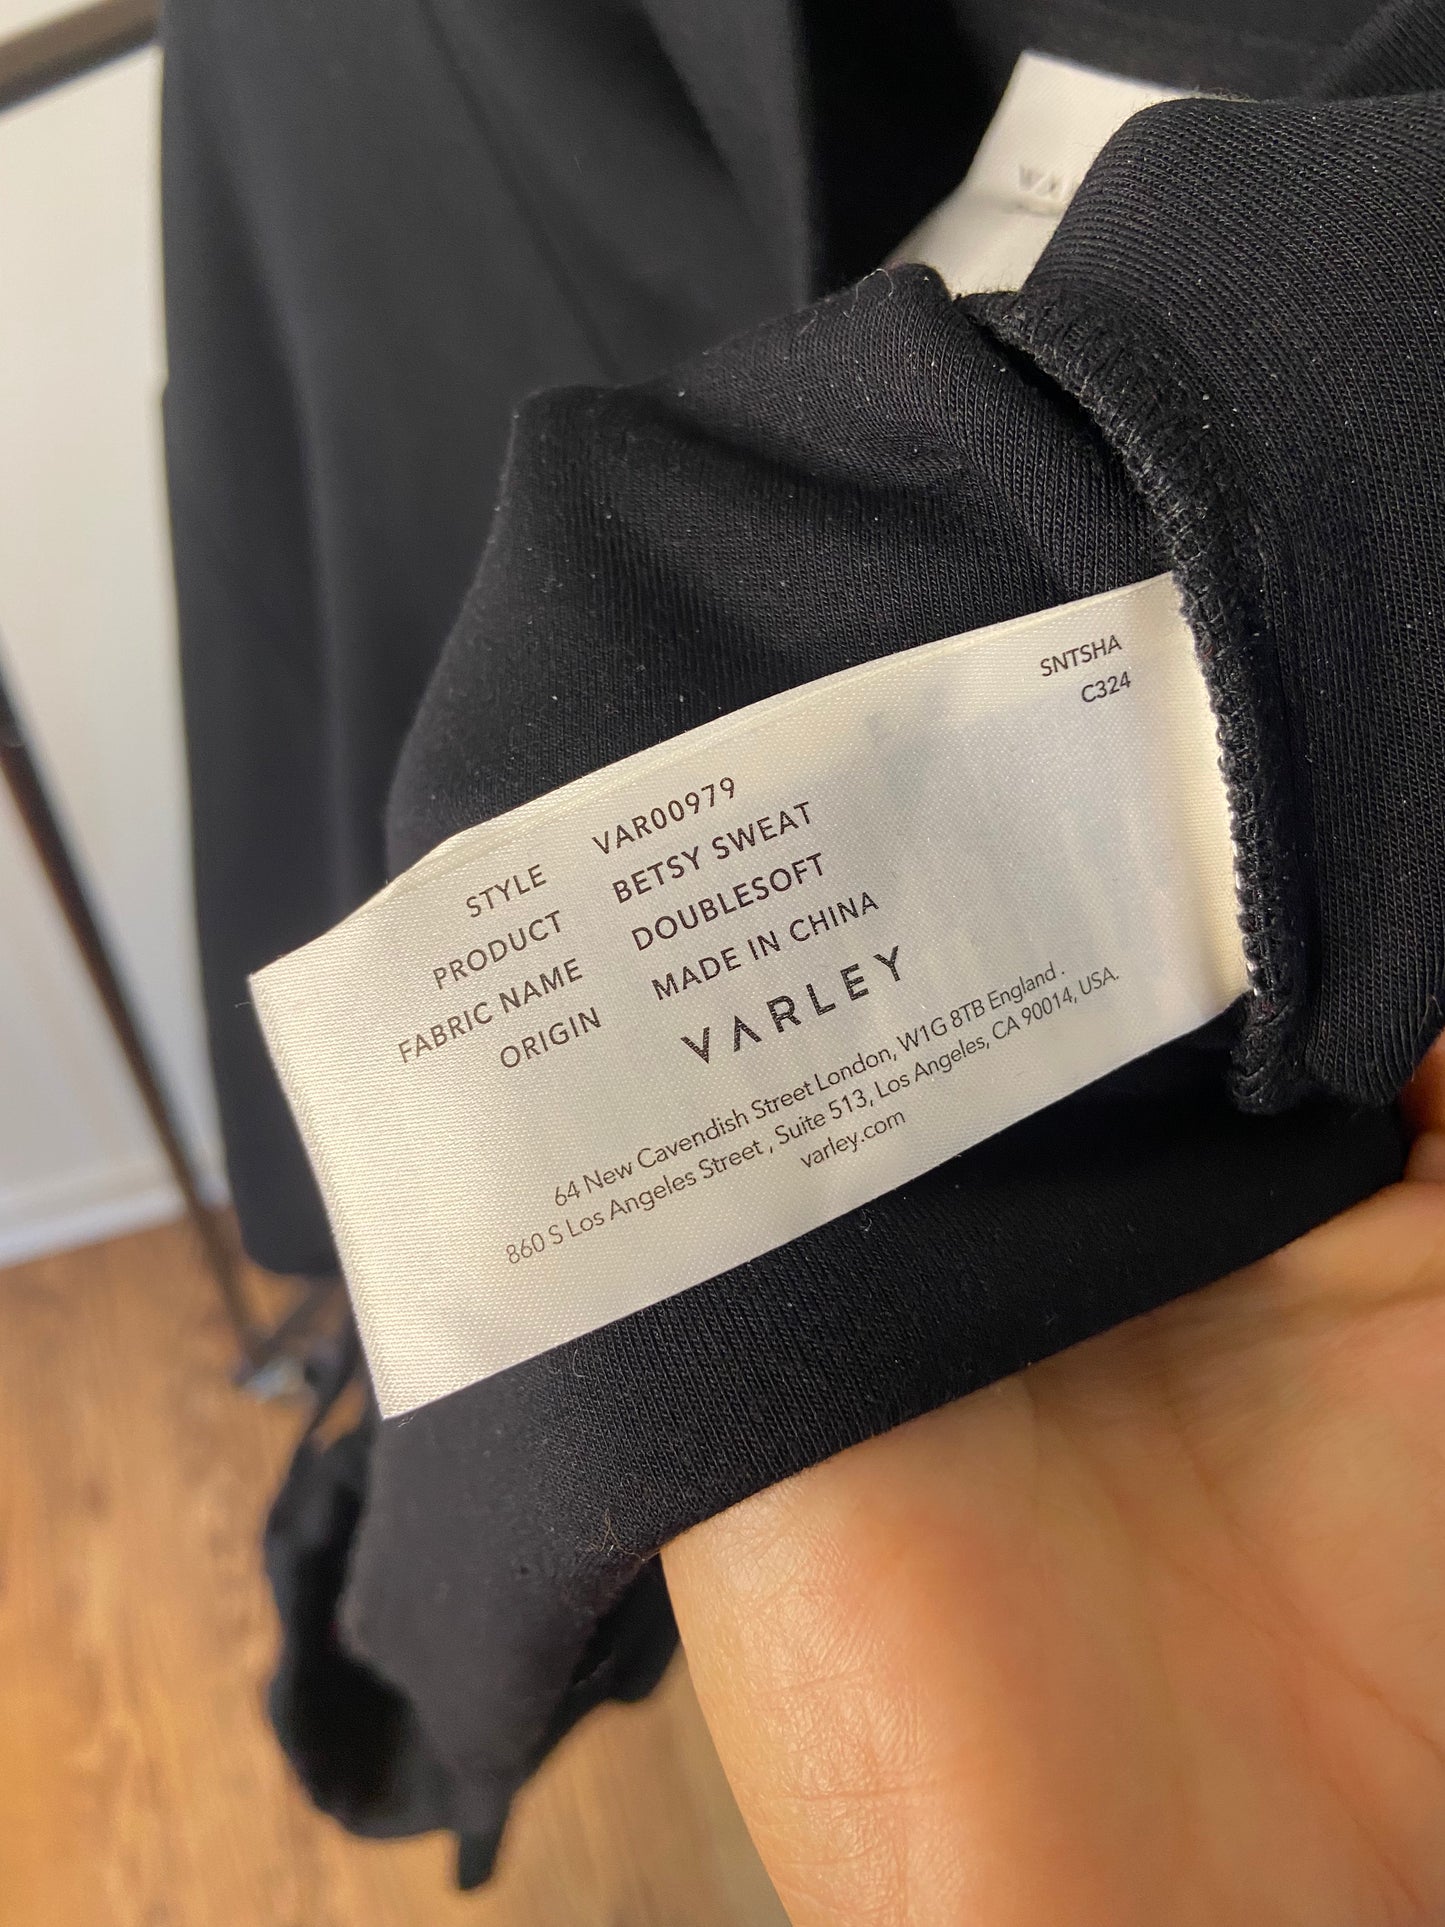 SNTSHA
C324
STYLE VAR00979
PRODUCT BETSY SWEAT
FABRIC NAME DOUBLESOFT
ORIGIN MADE IN CHINA
VARLEY
64 New Cavendish Street London, W1G 8TB England .
860 S Los Angeles Street , Suite 513, Los Angeles, CA 90014, USA.
varley.com